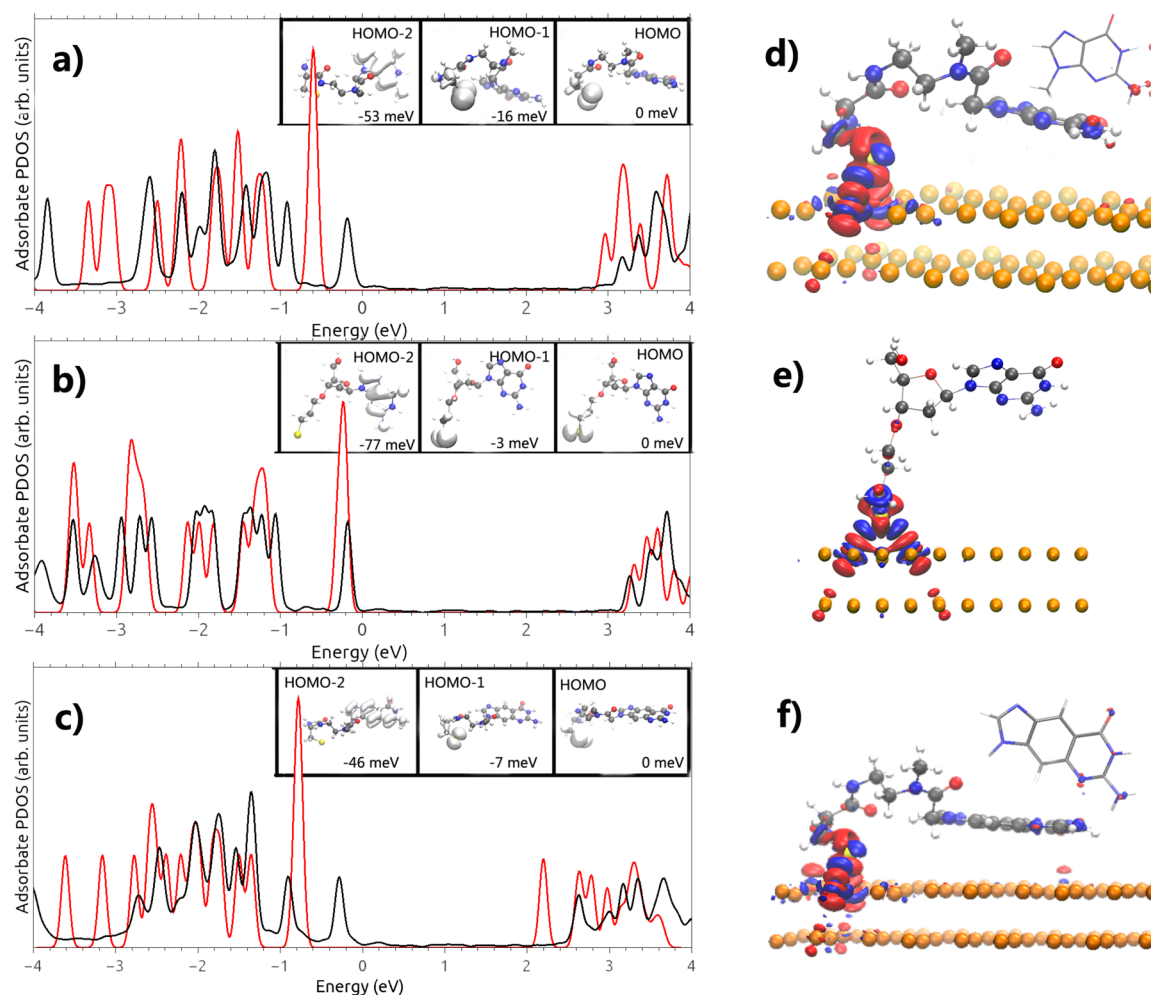 a)
Adsorbate PDOS (arb. units)
HOMO-2
-53 meV
HOMO-1
-16 meV
HOMO
0 meV
-4 -3 -2 -1 0 1 2 3 4
Energy (eV)
d)
b)
Adsorbate PDOS (arb. units)
HOMO-2
-77 meV
HOMO-1
-3 meV
HOMO
0 meV
-4 -3 -2 -1 0 1 2 3 4
Energy (eV)
e)
c)
Adsorbate PDOS (arb. units)
HOMO-2
-46 meV
HOMO-1
-7 meV
HOMO
0 meV
-4 -3 -2 -1 0 1 2 3 4
Energy (eV)
f)